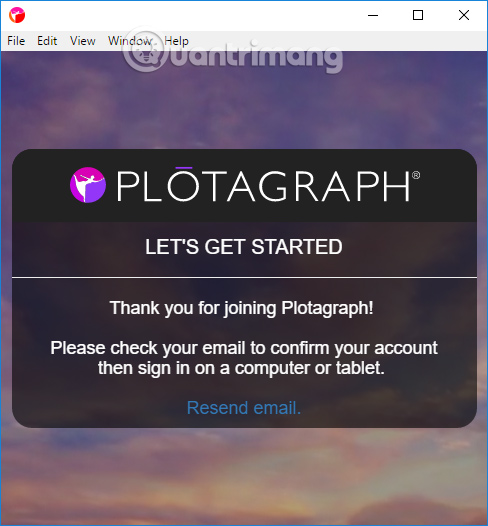 File Edit View Window Help
uantrimang
PLŌTAGRAPH®
LET'S GET STARTED
Thank you for joining Plotagraph!
Please check your email to confirm your account
then sign in on a computer or tablet.
Resend email.